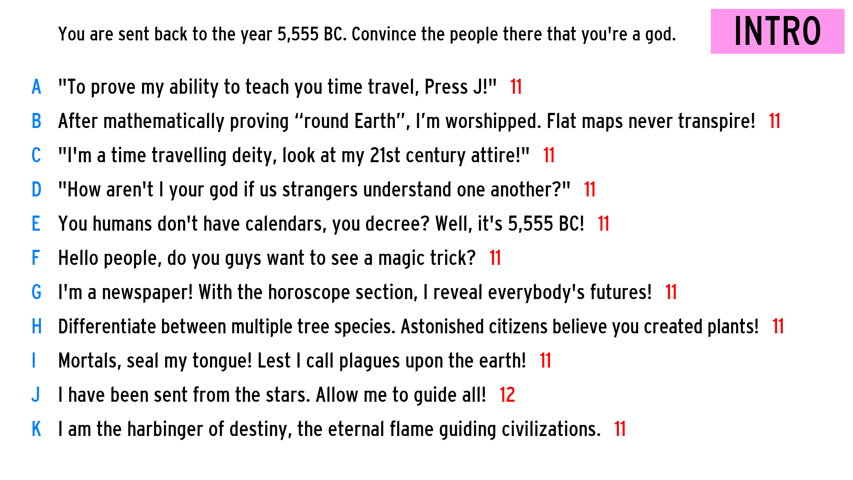 You are sent back to the year 5,555 BC. Convince the people there that you're a god.
INTRO
A "To prove my ability to teach you time travel, Press J!" 11
B After mathematically proving “round Earth”, I’m worshipped. Flat maps never transpire! 11
C "I'm a time travelling deity, look at my 21st century attire!" 11
D "How aren't I your god if us strangers understand one another?" 11
E You humans don't have calendars, you decree? Well, it's 5,555 BC! 11
F Hello people, do you guys want to see a magic trick? 11
G I'm a newspaper! With the horoscope section, I reveal everybody's futures! 11
H Differentiate between multiple tree species. Astonished citizens believe you created plants! 11
I Mortals, seal my tongue! Lest I call plagues upon the earth! 11
J I have been sent from the stars. Allow me to guide all! 12
K I am the harbinger of destiny, the eternal flame guiding civilizations. 11